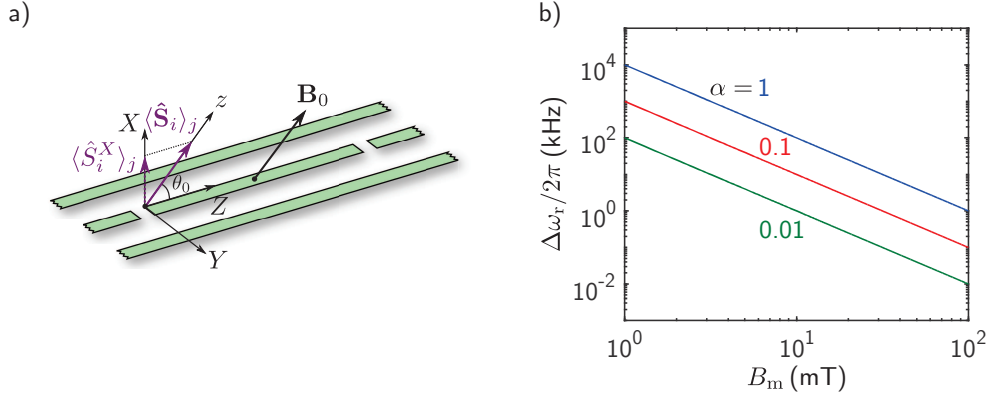 a)
X
⟨Ŝ_i⟩_j
z
B_0
⟨Ŝ_i^X⟩_j
θ_0
Z
Y
b)
Δω_r/2π (kHz)
10^4
10^2
10^0
10^-2
α = 1
0.1
0.01
10^0
10^1
10^2
B_m (mT)